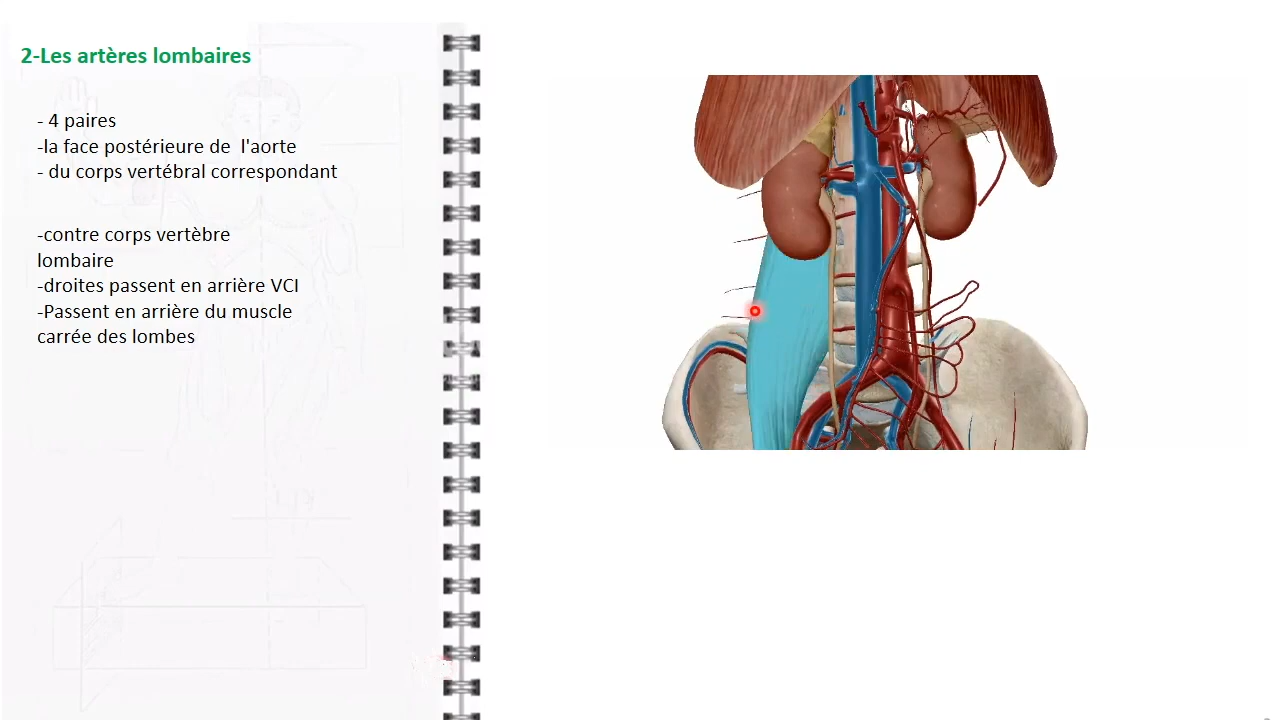 2-Les artères lombaires
- 4 paires
-la face postérieure de  l'aorte
- du corps vertébral correspondant
-contre corps vertèbre
lombaire
-droites passent en arrière VCI
-Passent en arrière du muscle
carrée des lombes